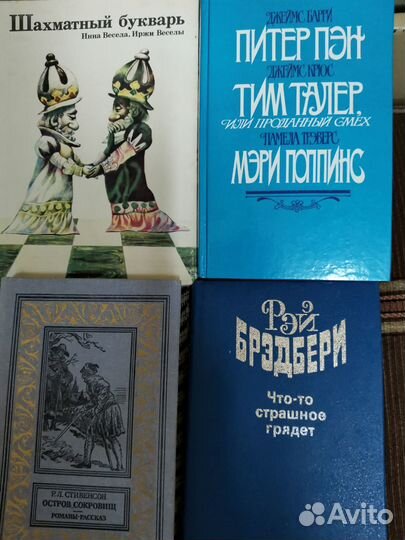 Шахматный букварь
Инна Весела, Иржи Веселы
ДЖЕЙМС БАРРИ
ПИТЕР ПЭН
ДЖЕЙМС КРЮС
ТИМ ТАЛЕР,
ИЛИ ПРОДАННЫЙ СМЕХ
ПАМЕЛА ТРЭВЕРС
МЭРИ ПОППИНС
Р.Л. СТИВЕНСОН
ОСТРОВ СОКРОВИЩ
РОМАНЫ·РАССКАЗ
РЭЙ
БРЭДБЕРИ
Что-то
страшное
грядет
Avito